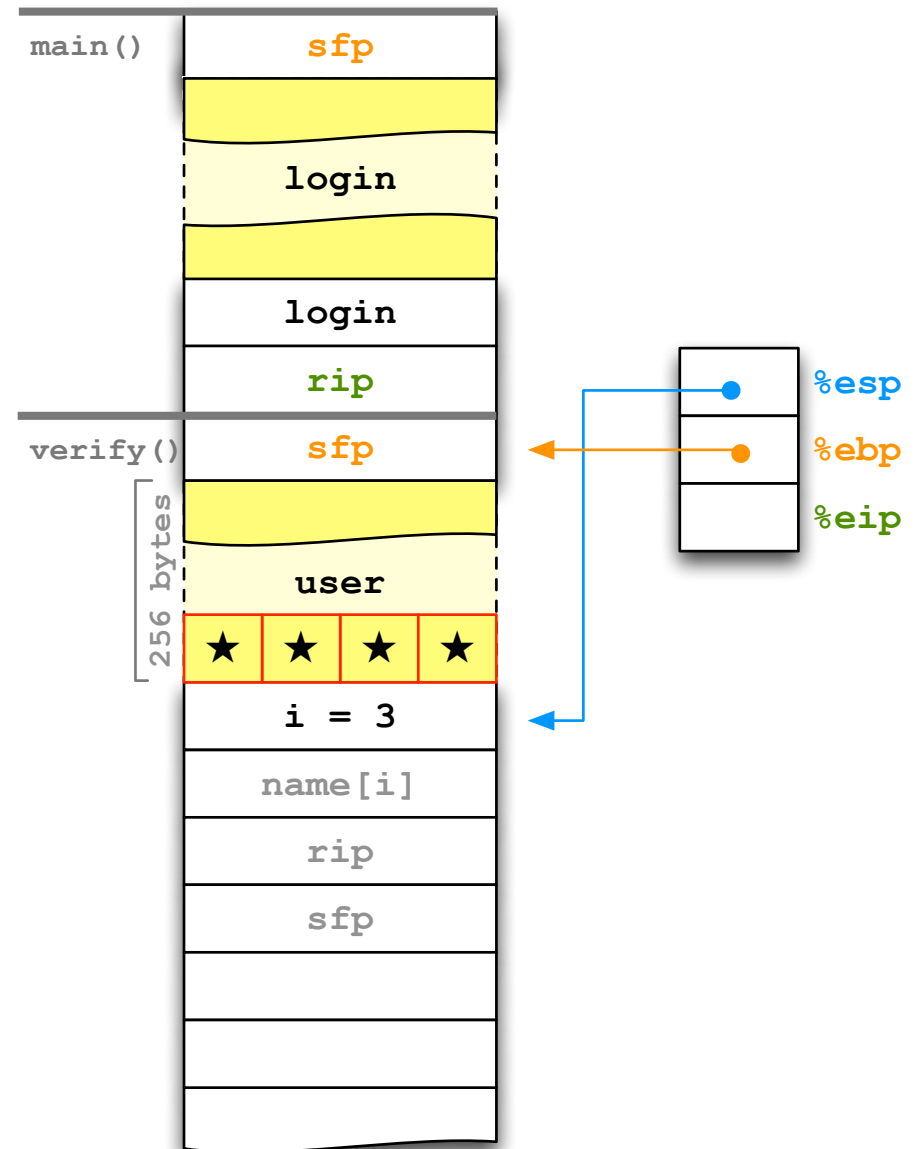 main()
sfp
login
login
rip
%esp
verify()
sfp
%ebp
%eip
256 bytes
user
★ ★ ★ ★
i = 3
name[i]
rip
sfp